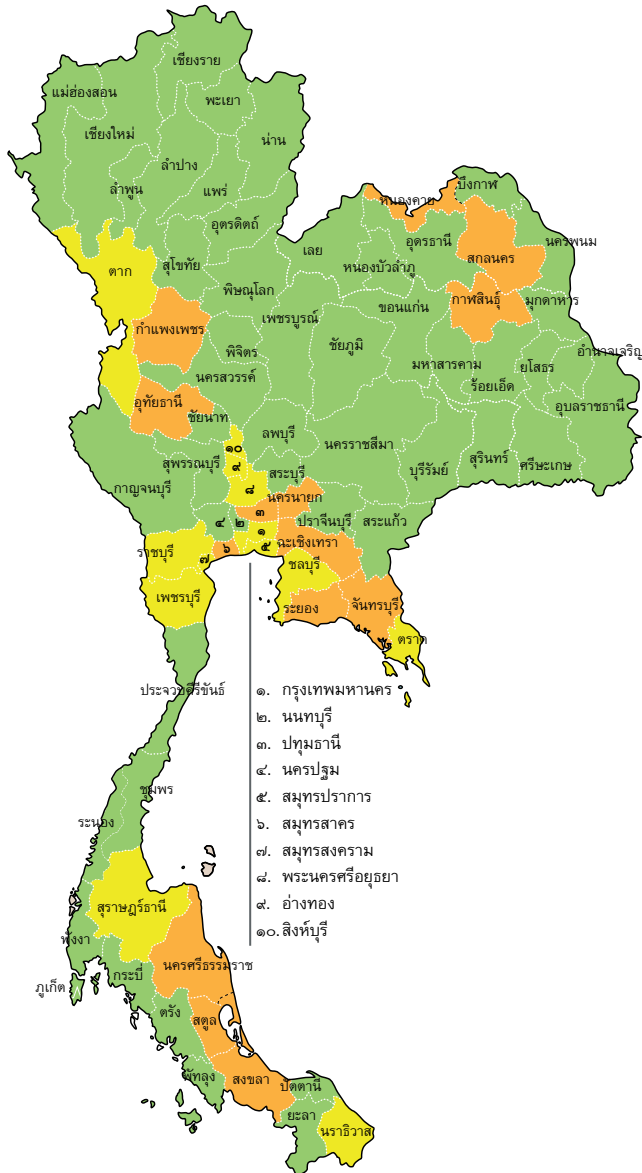 เชียงราย
แม่ฮ่องสอน
พะเยา
เชียงใหม่
น่าน
ลำปาง
ลำพูน
แพร่
อุตรดิตถ์
บึงกาฬ
หนองคาย
เลย
อุดรธานี
นครพนม
สกลนคร
ตาก
สุโขทัย
หนองบัวลำภู
พิษณุโลก
เพชรบูรณ์
ขอนแก่น
กาฬสินธุ์
มุกดาหาร
กำแพงเพชร
พิจิตร
ชัยภูมิ
มหาสารคาม
ยโสธร
อำนาจเจริญ
นครสวรรค์
ร้อยเอ็ด
อุทัยธานี
ชัยนาท
อุบลราชธานี
ลพบุรี
นครราชสีมา
๑๐
สุพรรณบุรี
๙
สระบุรี
บุรีรัมย์
สุรินทร์
ศรีษะเกษ
กาญจนบุรี
๘
นครนายก
๓
ปราจีนบุรี
สระแก้ว
๔
๒
๑
ราชบุรี
๗
๖
๕
ฉะเชิงเทรา
ชลบุรี
เพชรบุรี
ระยอง
จันทรบุรี
ตราด
ประจวบคีรีขันธ์
๑. กรุงเทพมหานคร
๒. นนทบุรี
๓. ปทุมธานี
๔. นครปฐม
๕. สมุทรปราการ
๖. สมุทรสาคร
๗. สมุทรสงคราม
๘. พระนครศรีอยุธยา
๙. อ่างทอง
๑๐. สิงห์บุรี
ชุมพร
ระนอง
สุราษฎร์ธานี
พังงา
นครศรีธรรมราช
กระบี่
ภูเก็ต
ตรัง
สตูล
พัทลุง
สงขลา
ปัตตานี
ยะลา
นราธิวาส